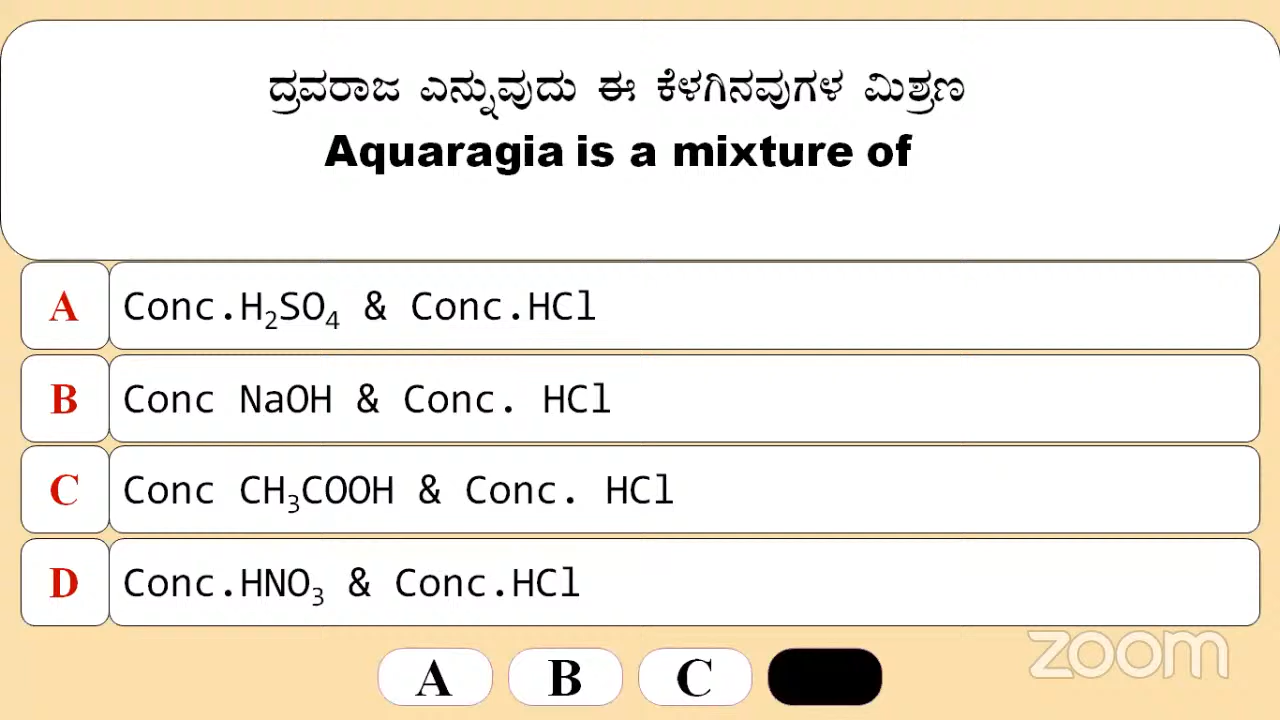 ದ್ರವರಾಜ ಎನ್ನುವುದು ಈ ಕೆಳಗಿನವುಗಳ ಮಿಶ್ರಣ
Aquaragia is a mixture of
A Conc.H₂SO₄ & Conc.HCl
B Conc NaOH & Conc. HCl
C Conc CH₃COOH & Conc. HCl
D Conc.HNO₃ & Conc.HCl
zoom
A B C